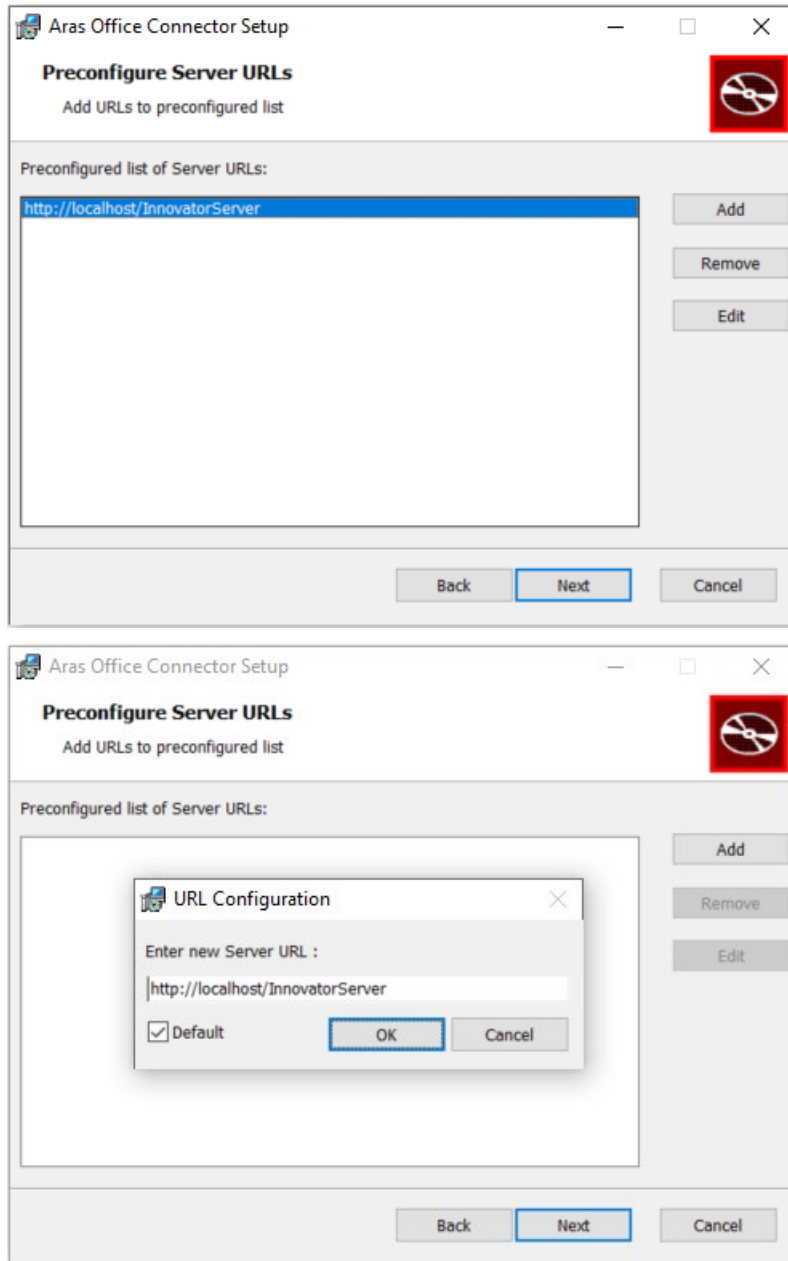 Aras Office Connector Setup
Preconfigure Server URLs
Add URLs to preconfigured list
Preconfigured list of Server URLs:
http://localhost/InnovatorServer
Add
Remove
Edit
Back Next Cancel
Aras Office Connector Setup
Preconfigure Server URLs
Add URLs to preconfigured list
Preconfigured list of Server URLs:
Add
Remove
Edit
URL Configuration
Enter new Server URL :
http://localhost/InnovatorServer
Default OK Cancel
Back Next Cancel